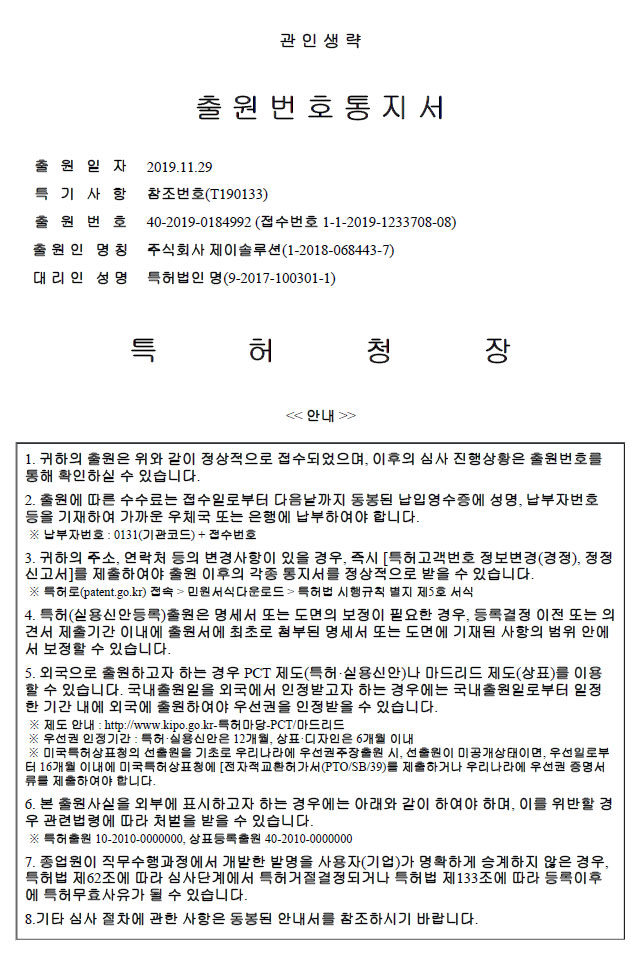 관 인 생 략
출 원 번 호 통 지 서
출 원 일 자 2019.11.29
특 기 사 항 참조번호(T190133)
출 원 번 호 40-2019-0184992 (접수번호 1-1-2019-1233708-08)
출 원 인 명 칭 주식회사 제이솔루션(1-2018-068443-7)
대 리 인 성 명 특허법인 명(9-2017-100301-1)
특 허 청 장
<< 안내 >>
1. 귀하의 출원은 위와 같이 정상적으로 접수되었으며, 이후의 심사 진행상황은 출원번호를
통해 확인하실 수 있습니다.
2. 출원에 따른 수수료는 접수일로부터 다음날까지 동봉된 납입영수증에 성명, 납부자번호
등을 기재하여 가까운 우체국 또는 은행에 납부하여야 합니다.
※ 납부자번호 : 0131(기관코드) + 접수번호
3. 귀하의 주소, 연락처 등의 변경사항이 있을 경우, 즉시 [특허고객번호 정보변경(경정), 정정
신고서]를 제출하여야 출원 이후의 각종 통지서를 정상적으로 받을 수 있습니다.
※ 특허로(patent.go.kr) 접속 > 민원서식다운로드 > 특허법 시행규칙 별지 제5호 서식
4. 특허(실용신안등록)출원은 명세서 또는 도면의 보정이 필요한 경우, 등록결정 이전 또는 의
견서 제출기간 이내에 출원서에 최초로 첨부된 명세서 또는 도면에 기재된 사항의 범위 안에
서 보정할 수 있습니다.
5. 외국으로 출원하고자 하는 경우 PCT 제도(특허·실용신안)나 마드리드 제도(상표)를 이용
할 수 있습니다. 국내출원일을 외국에서 인정받고자 하는 경우에는 국내출원일로부터 일정
한 기간 내에 외국에 출원하여야 우선권을 인정받을 수 있습니다.
※ 제도 안내 : http://www.kipo.go.kr-특허마당-PCT/마드리드
※ 우선권 인정기간 : 특허·실용신안은 12개월, 상표·디자인은 6개월 이내
※ 미국특허상표청의 선출원을 기초로 우리나라에 우선권주장출원 시, 선출원이 미공개상태이면, 우선일로부
터 16개월 이내에 미국특허상표청에 [전자적교환허가서(PTO/SB/39)를 제출하거나 우리나라에 우선권 증명서
류를 제출하여야 합니다.
6. 본 출원사실을 외부에 표시하고자 하는 경우에는 아래와 같이 하여야 하며, 이를 위반할 경
우 관련법령에 따라 처벌을 받을 수 있습니다.
※ 특허출원 10-2010-0000000, 상표등록출원 40-2010-0000000
7. 종업원이 직무수행과정에서 개발한 발명을 사용자(기업)가 명확하게 승계하지 않은 경우,
특허법 제62조에 따라 심사단계에서 특허거절결정되거나 특허법 제133조에 따라 등록이후
에 특허무효사유가 될 수 있습니다.
8.기타 심사 절차에 관한 사항은 동봉된 안내서를 참조하시기 바랍니다.